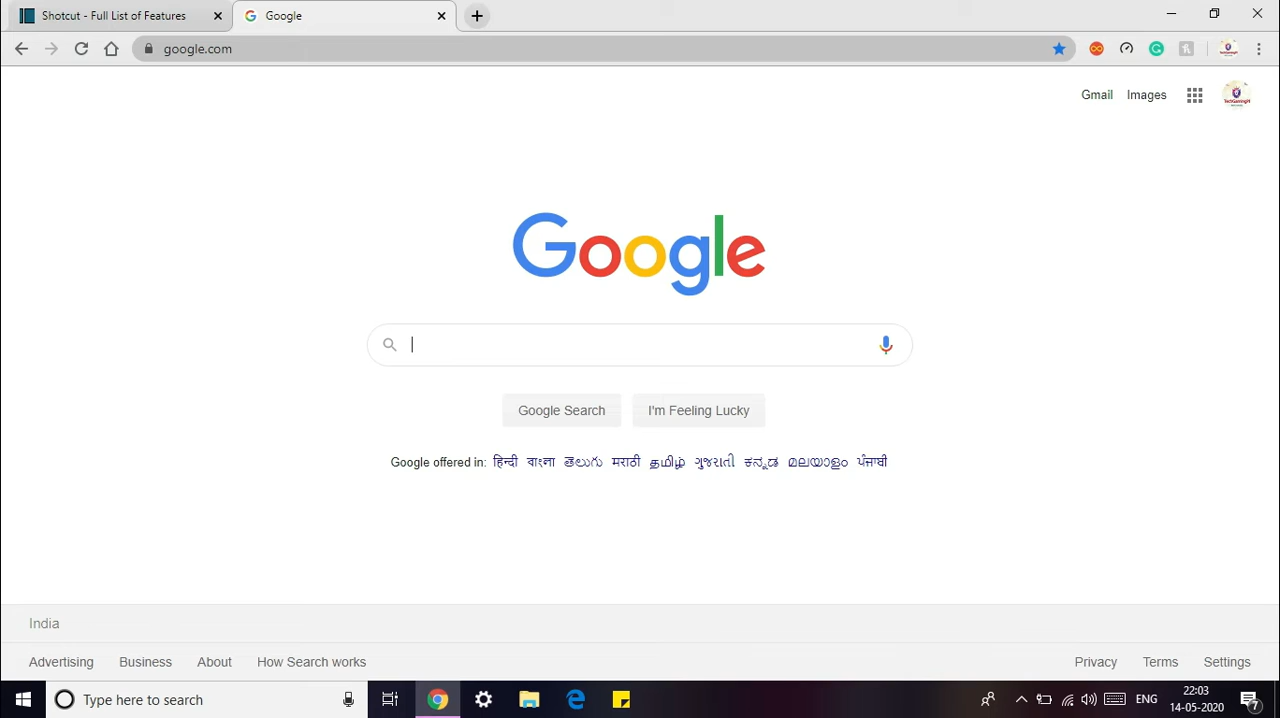 Shotcut - Full List of Features
Google
google.com
Gmail Images
Google
Google Search
I'm Feeling Lucky
Google offered in: हिन्दी বাংলা తెలుగు मराठी தமிழ் ગુજરાતી ಕನ್ನಡ മലയാളം ਪੰਜਾਬੀ
India
Advertising Business About How Search works
Privacy Terms Settings
Type here to search
ENG
22:03
14-05-2020
7